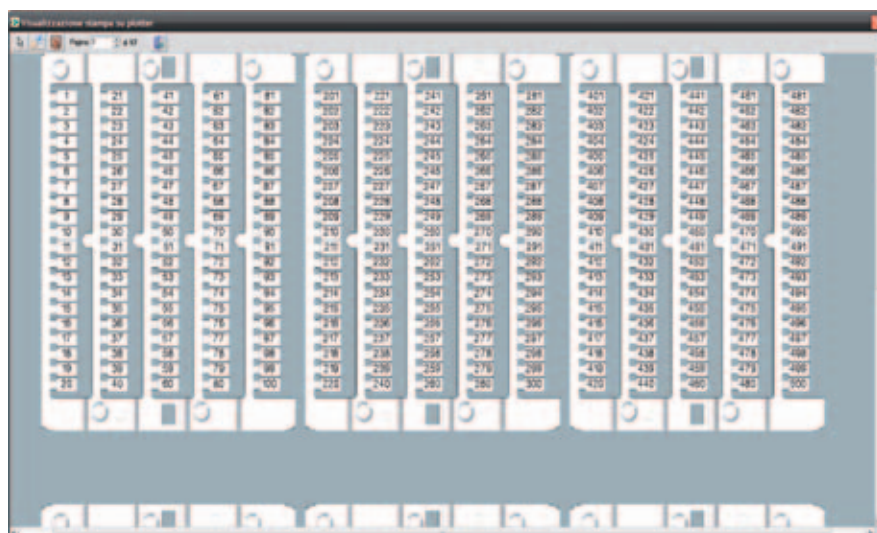 Visualizzazione stampa su plotter
Pagina 1
1 21 41 61 81 201 221 241 261 281 401 421 441 461 481
2 22 42 62 82 202 222 242 262 282 402 422 442 462 482
3 23 43 63 83 203 223 243 263 283 403 423 443 463 483
4 24 44 64 84 204 224 244 264 284 404 424 444 464 484
5 25 45 65 85 205 225 245 265 285 405 425 445 465 485
6 26 46 66 86 206 226 246 266 286 406 426 446 466 486
7 27 47 67 87 207 227 247 267 287 407 427 447 467 487
8 28 48 68 88 208 228 248 268 288 408 428 448 468 488
9 29 49 69 89 209 229 249 269 289 409 429 449 469 489
10 30 50 70 90 210 230 250 270 290 410 430 450 470 490
11 31 51 71 91 211 231 251 271 291 411 431 451 471 491
12 32 52 72 92 212 232 252 272 292 412 432 452 472 492
13 33 53 73 93 213 233 253 273 293 413 433 453 473 493
14 34 54 74 94 214 234 254 274 294 414 434 454 474 494
15 35 55 75 95 215 235 255 275 295 415 435 455 475 495
16 36 56 76 96 216 236 256 276 296 416 436 456 476 496
17 37 57 77 97 217 237 257 277 297 417 437 457 477 497
18 38 58 78 98 218 238 258 278 298 418 438 458 478 498
19 39 59 79 99 219 239 259 279 299 419 439 459 479 499
20 40 60 80 100 220 240 260 280 300 420 440 460 480 500